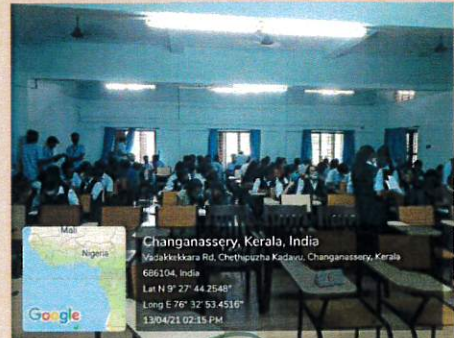 Mali
Nigeria
Google
Changanassery, Kerala, India
Vadakkekkara Rd, Chethipuzha Kadavu, Changanassery, Kerala
686104, India
Lat N 9° 27' 44.2548"
Long E 76° 32' 53.4516"
13/04/21 02:15 PM